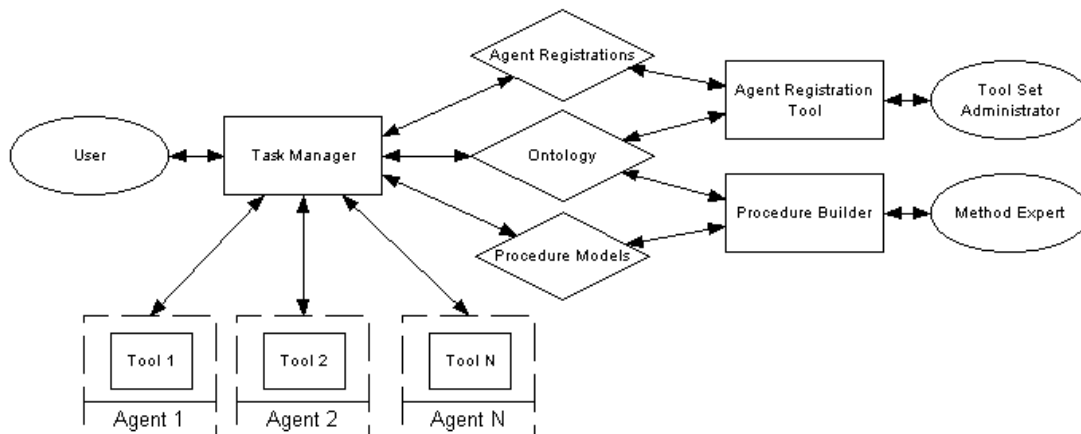 Agent Registrations
Agent Registration
Tool
Tool Set
Administrator
User
Task Manager
Ontology
Procedure Builder
Method Expert
Procedure Models
Tool 1
Tool 2
Tool N
Agent 1
Agent 2
Agent N